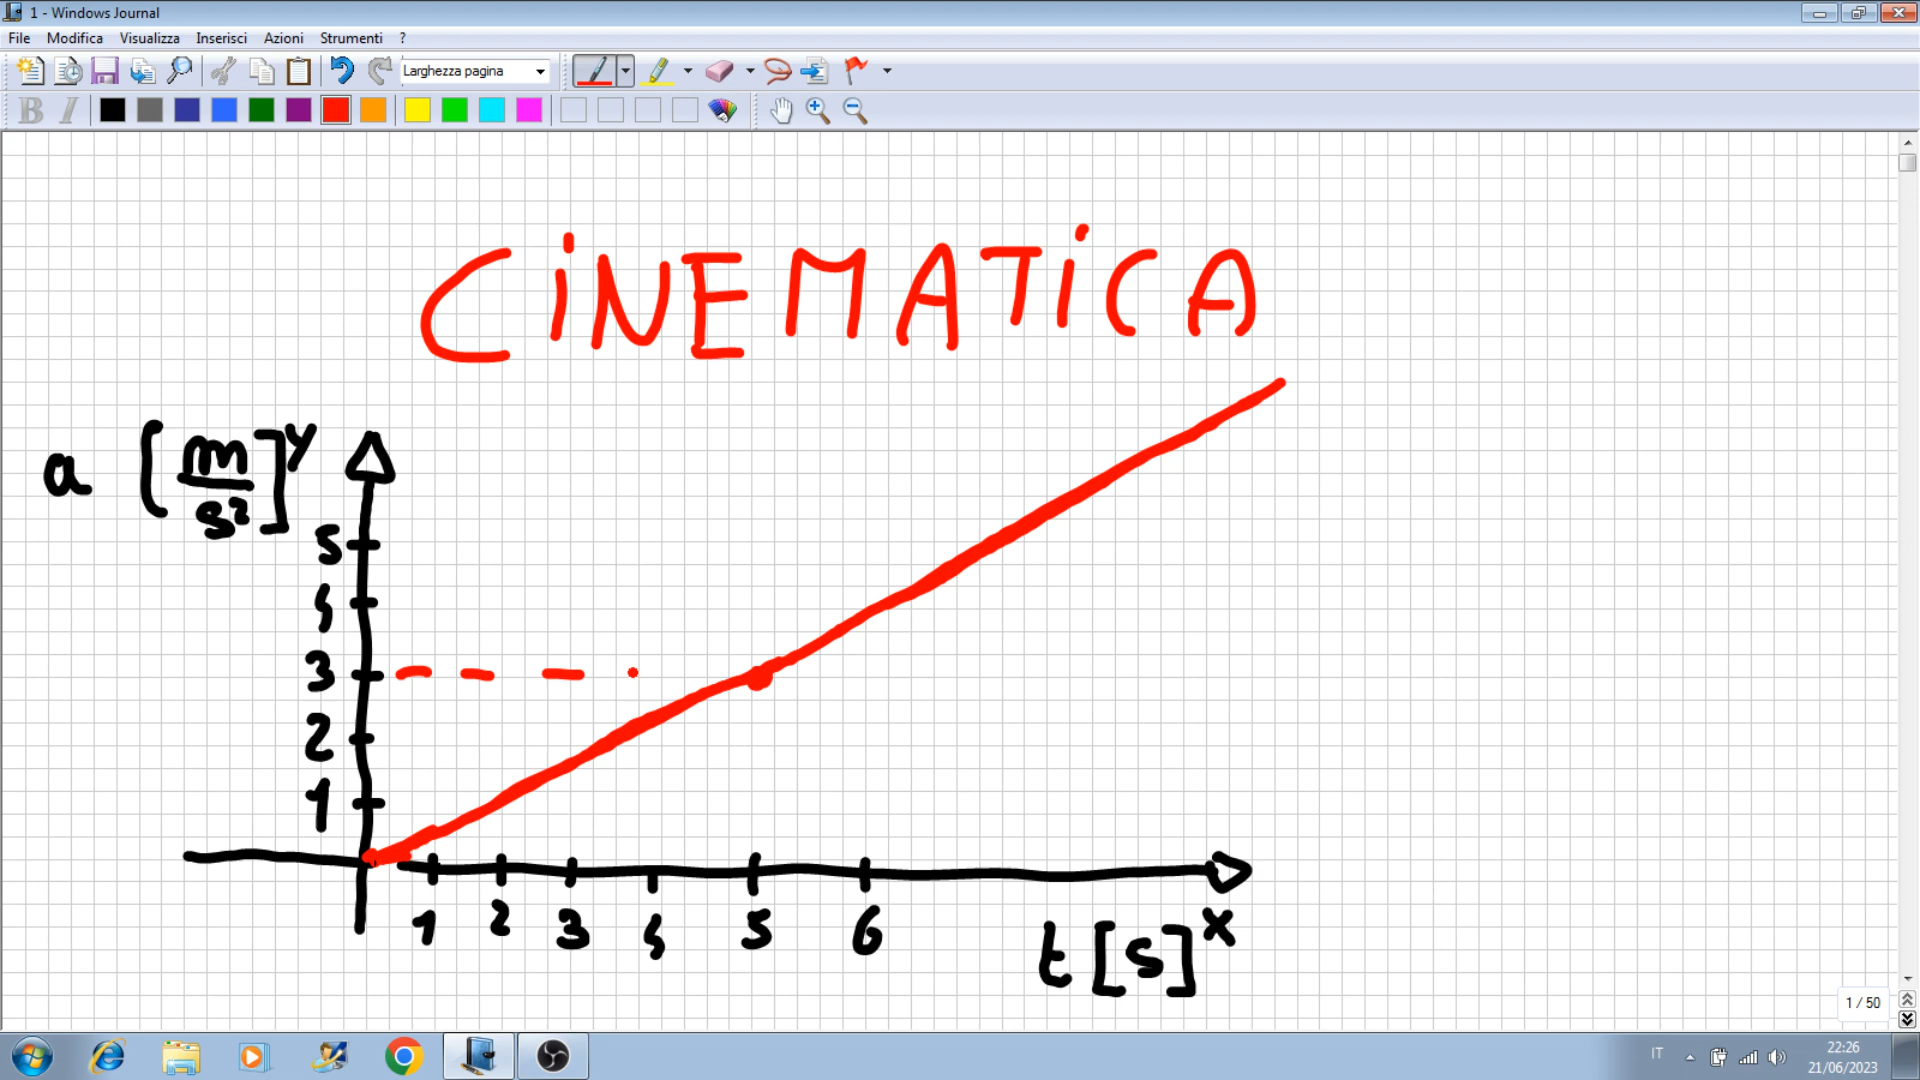 1 - Windows Journal
File Modifica Visualizza Inserisci Azioni Strumenti ?
Larghezza pagina
B I
CiNEMATiCA
a [m/s²] y
5
4
3
2
1
1 2 3 4 5 6
t [s] x
1 / 50
IT
22:26
21/06/2023